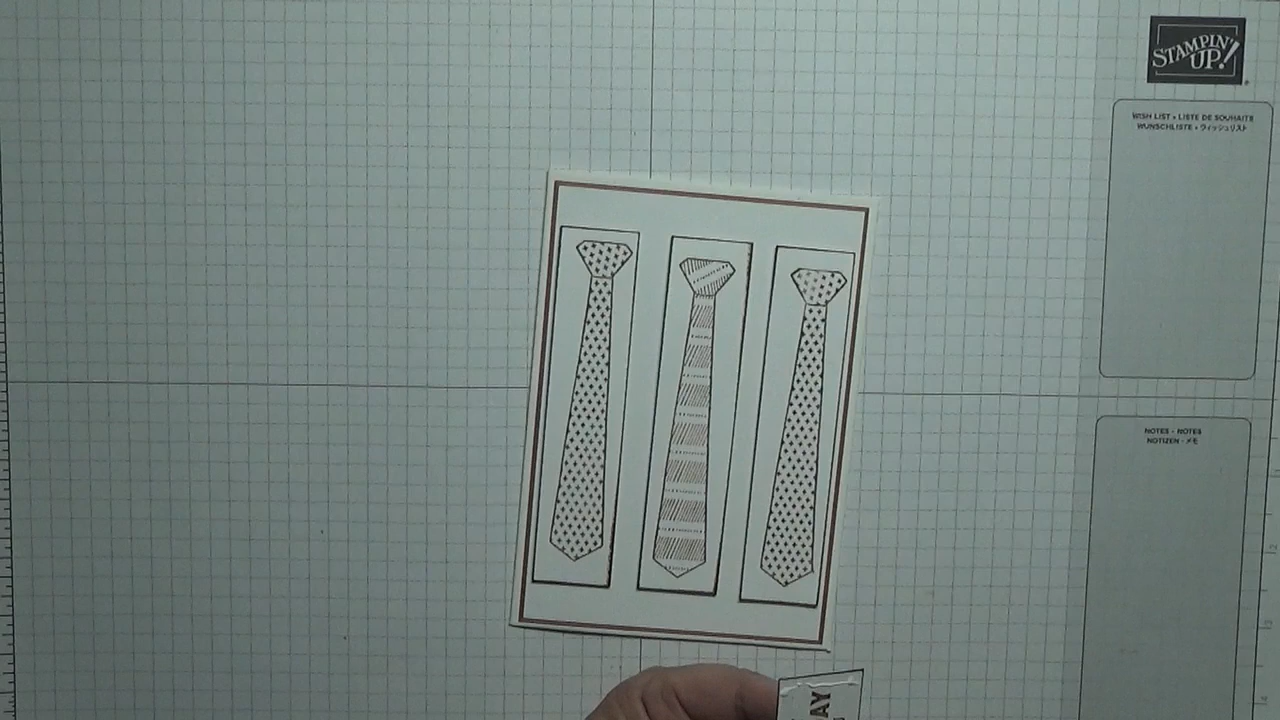 STAMPIN'
UP!
WISH LIST • LISTE DE SOUHAITS
WUNSCHLISTE • ウィッシュリスト
NOTES • NOTES
NOTIZEN • メモ
AY